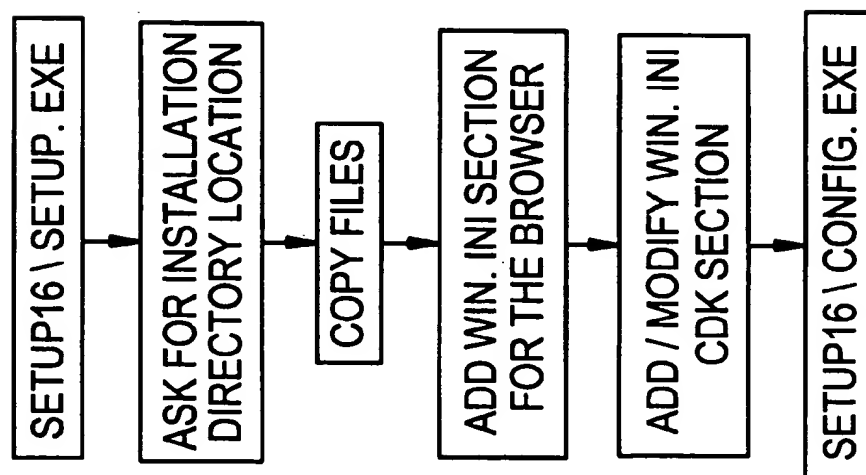 SETUP16 \ SETUP. EXE
ASK FOR INSTALLATION
DIRECTORY LOCATION
COPY FILES
ADD WIN. INI SECTION
FOR THE BROWSER
ADD / MODIFY WIN. INI
CDK SECTION
SETUP16 \ CONFIG. EXE